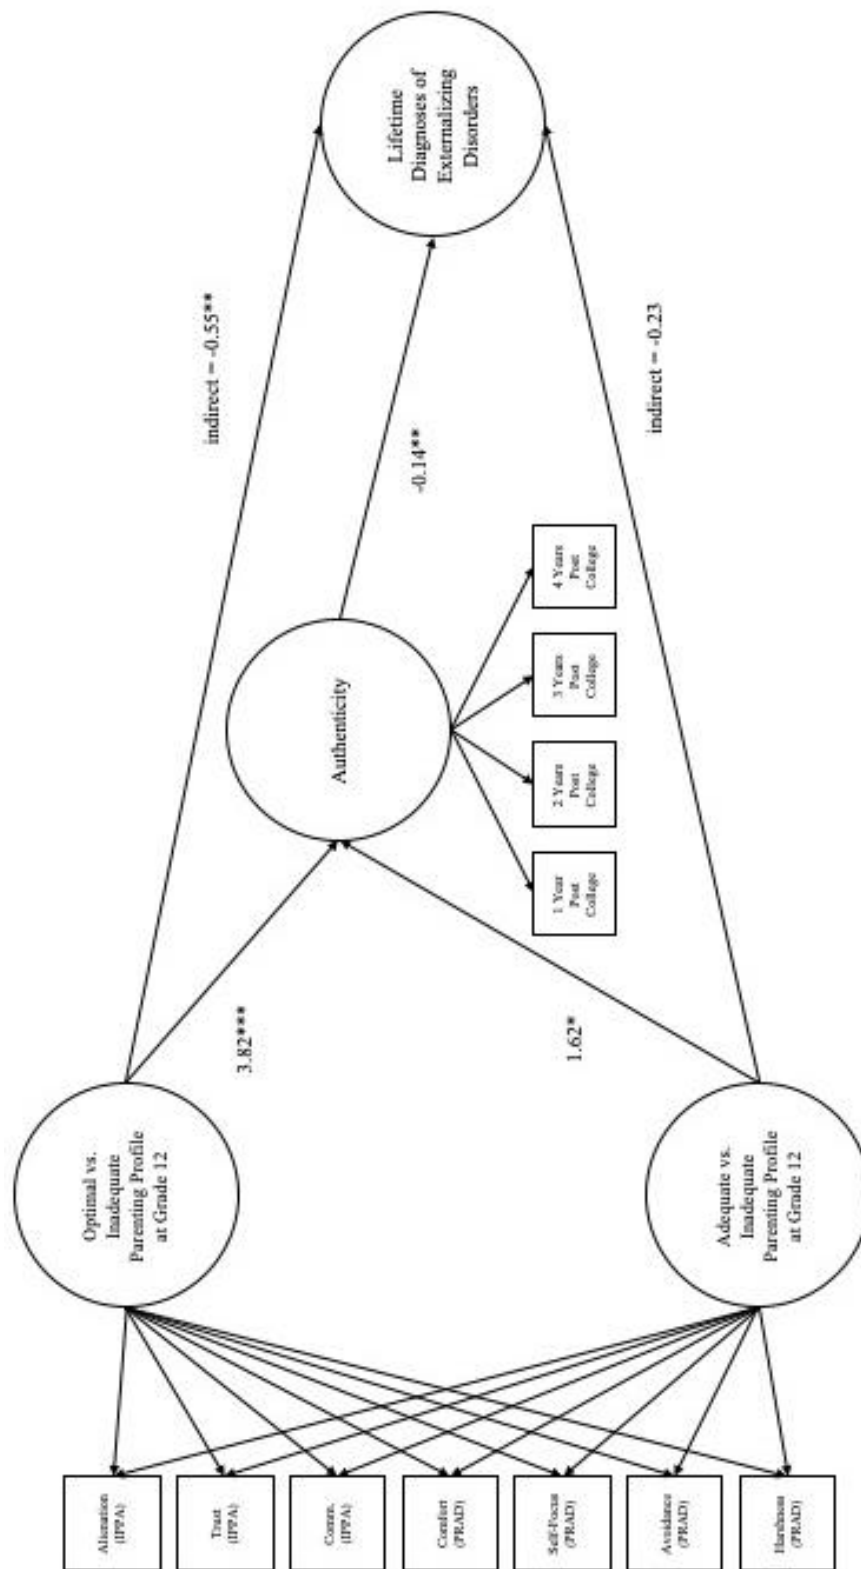 Alienation
(IPPA)
Trust
(IPPA)
Comm.
(IPPA)
Comfort
(PRAD)
Self-Focus
(PRAD)
Avoidance
(PRAD)
Harshness
(PRAD)
Optimal vs.
Inadequate
Parenting Profile
at Grade 12
Adequate vs.
Inadequate
Parenting Profile
at Grade 12
3.82***
1.62*
Authenticity
1 Year
Post
College
2 Years
Post
College
3 Years
Post
College
4 Years
Post
College
indirect = -0.55**
-0.14**
indirect = -0.23
Lifetime
Diagnoses of
Externalizing
Disorders